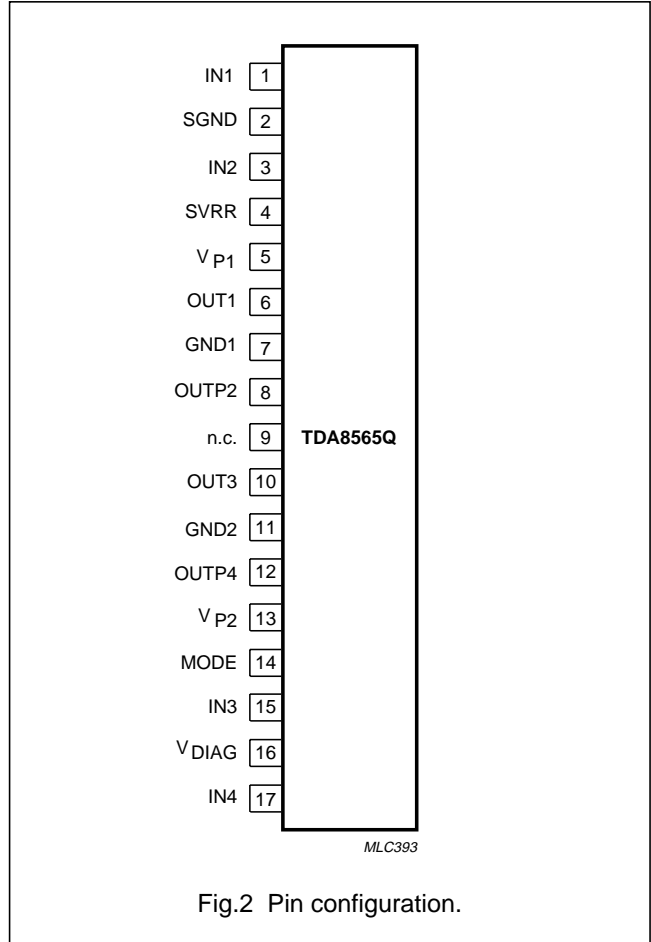 IN1 1
SGND 2
IN2 3
SVRR 4
VP1 5
OUT1 6
GND1 7
OUTP2 8
n.c. 9 TDA8565Q
OUT3 10
GND2 11
OUTP4 12
VP2 13
MODE 14
IN3 15
VDIAG 16
IN4 17
MLC393
Fig.2 Pin configuration.